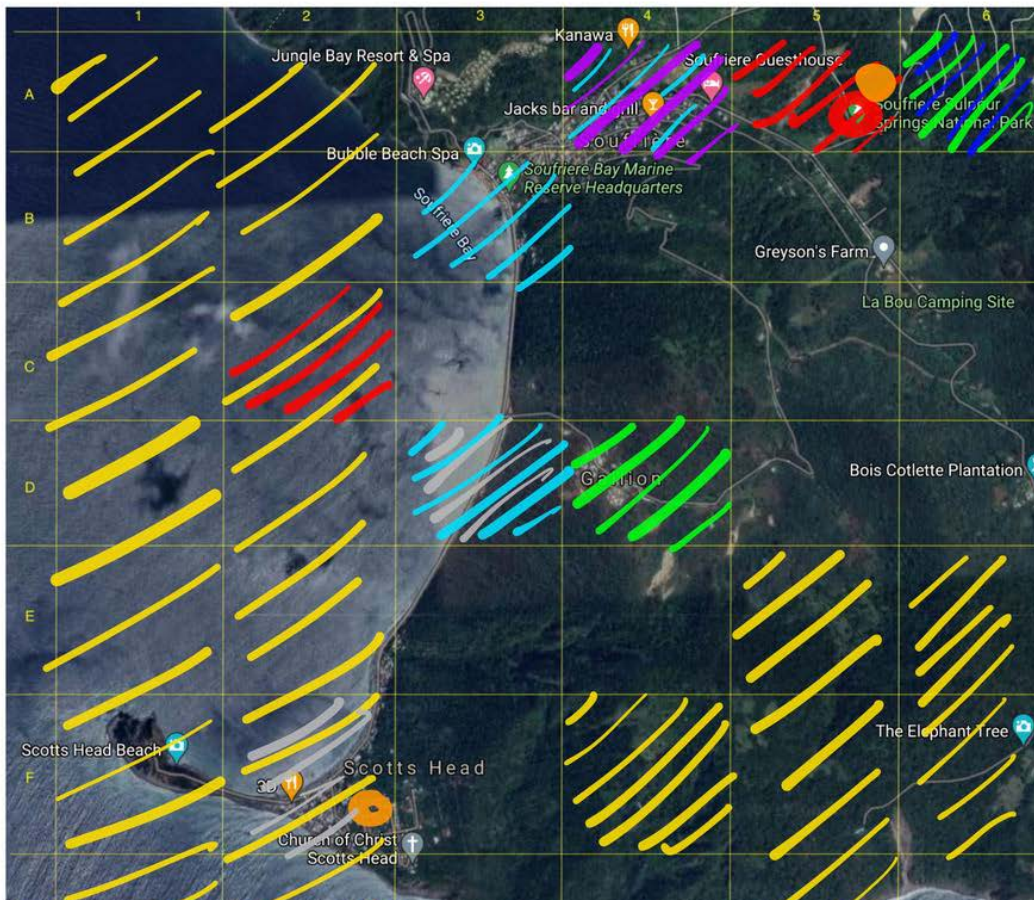 1 2 3 4 5 6
Kanawa
Jungle Bay Resort & Spa
Soufriere Guesthouse
A
Jacks bar and grill
Soufriere Sulphur
Springs National Park
Soufrière
Bubble Beach Spa
Soufriere Bay Marine
Reserve Headquarters
B
Soufriere Bay
Greyson's Farm
La Bou Camping Site
C
D
Gallion
Bois Cotlette Plantation
E
The Elephant Tree
Scotts Head Beach
Scotts Head
F
Church of Christ
Scotts Head